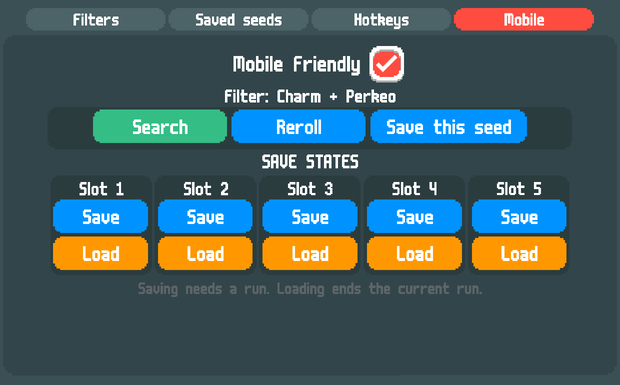 Filters Saved seeds Hotkeys Mobile
Mobile Friendly
Filter: Charm + Perkeo
Search Reroll Save this seed
SAVE STATES
Slot 1 Slot 2 Slot 3 Slot 4 Slot 5
Save Save Save Save Save
Load Load Load Load Load
Saving needs a run. Loading ends the current run.